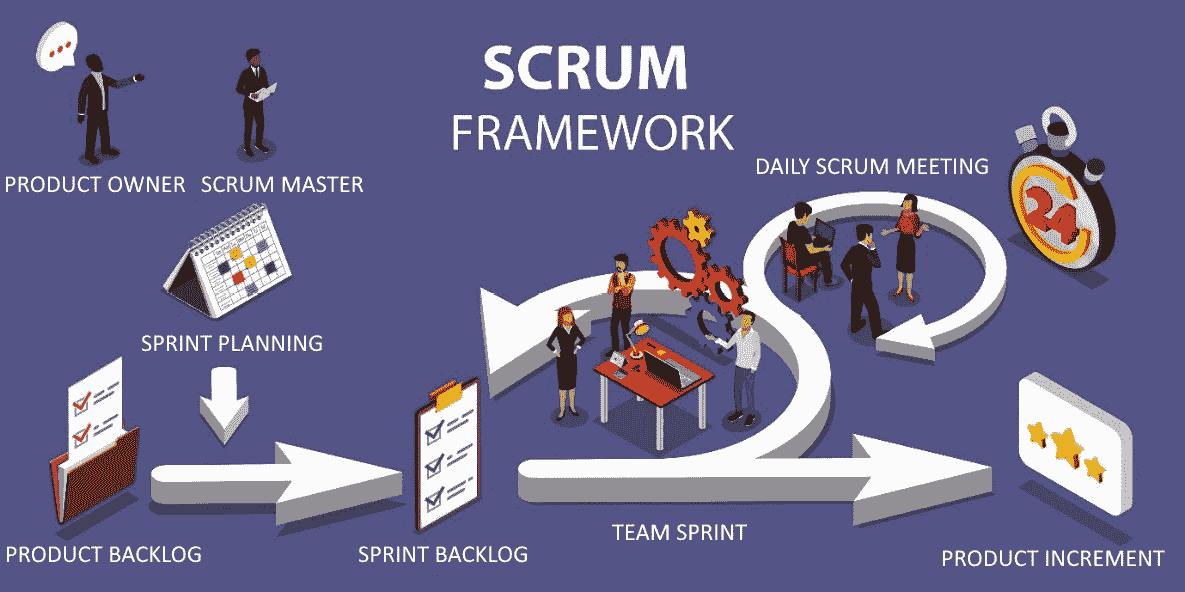 SCRUM
FRAMEWORK
PRODUCT OWNER
SCRUM MASTER
DAILY SCRUM MEETING
24
SPRINT PLANNING
PRODUCT BACKLOG
SPRINT BACKLOG
TEAM SPRINT
PRODUCT INCREMENT